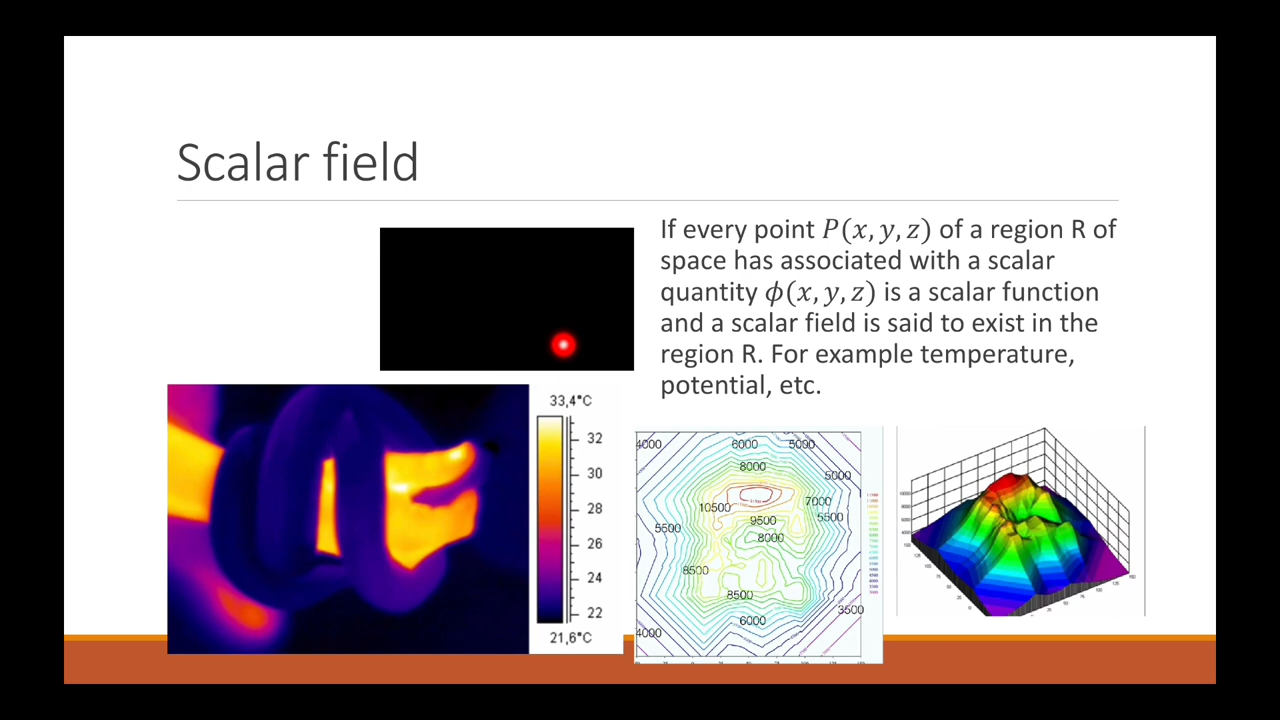 Scalar field
If every point P(x, y, z) of a region R of
space has associated with a scalar
quantity ϕ(x, y, z) is a scalar function
and a scalar field is said to exist in the
region R. For example temperature,
potential, etc.
33,4°C
32
30
28
26
24
22
21,6°C
4000
6000
5000
8000
5000
10500
7000
5500
9500
5500
8000
8500
8500
3500
6000
4000